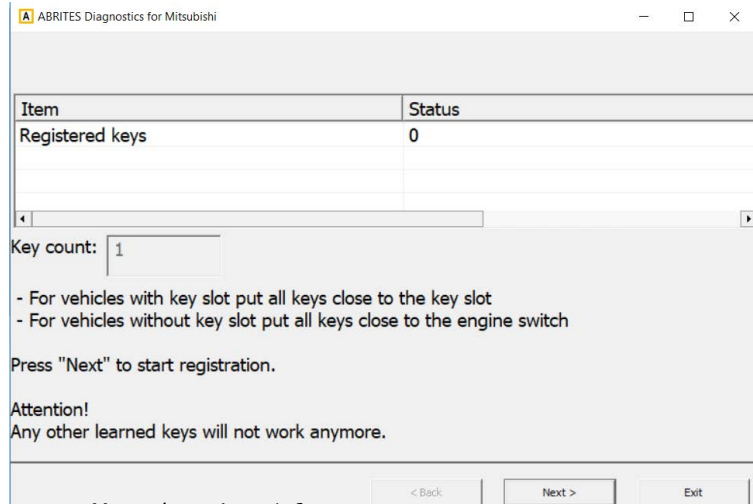 A ABRITES Diagnostics for Mitsubishi
Item Status
Registered keys 0
Key count: 1
- For vehicles with key slot put all keys close to the key slot
- For vehicles without key slot put all keys close to the engine switch
Press "Next" to start registration.
Attention!
Any other learned keys will not work anymore.
< Back Next > Exit